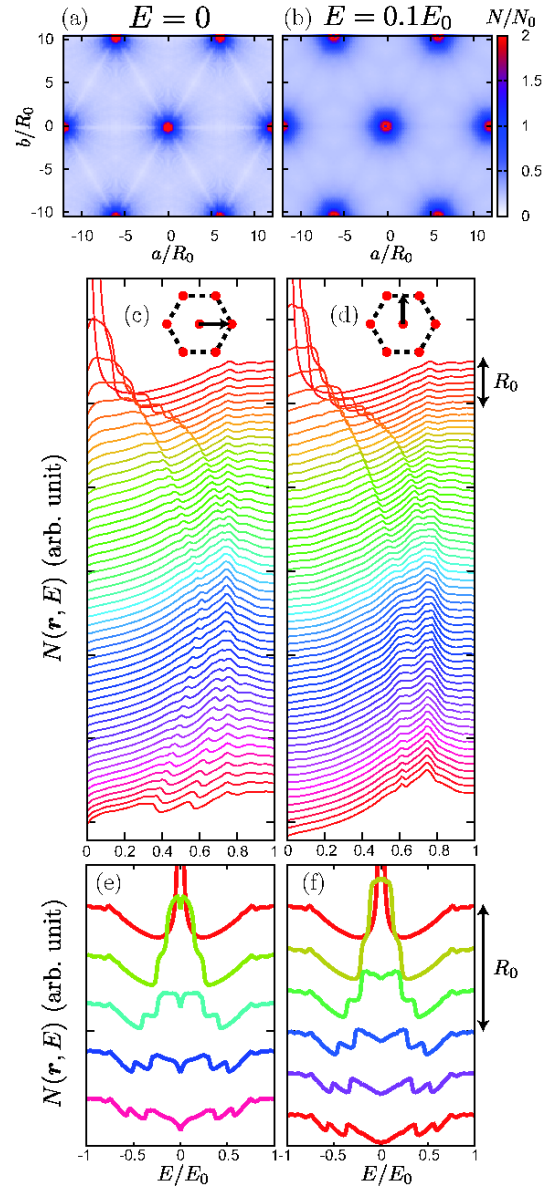 (a) E = 0 (b) E = 0.1E₀ N/N₀
10 2
5 1.5
b/R₀ 0 1
-5 0.5
-10 0
-10 -5 0 5 10 -10 -5 0 5 10
a/R₀ a/R₀
(c) (d)
R₀
N(r, E) (arb. unit)
0 0.2 0.4 0.6 0.8 1 0 0.2 0.4 0.6 0.8 1
(e) (f)
N(r, E) (arb. unit)
R₀
-1 -0.5 0 0.5 1 -1 -0.5 0 0.5 1
E/E₀ E/E₀